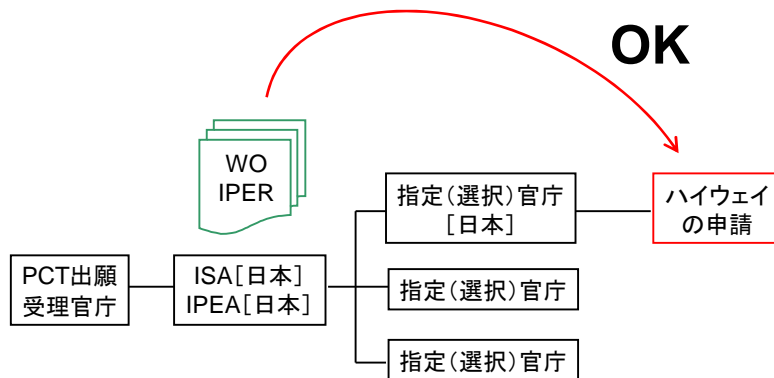 OK
WO
IPER
指定(選択)官庁
[日本]
ハイウェイ
の申請
PCT出願
受理官庁
ISA[日本]
IPEA[日本]
指定(選択)官庁
指定(選択)官庁